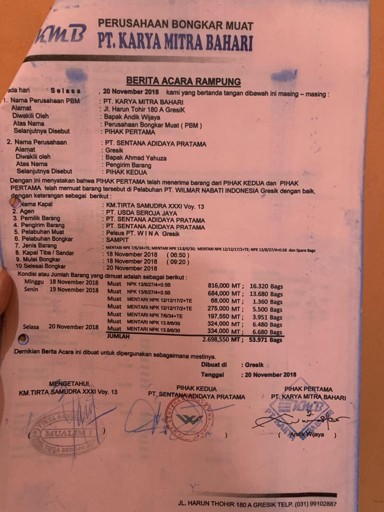 KMB
PERUSAHAAN BONGKAR MUAT
PT. KARYA MITRA BAHARI
BERITA ACARA RAMPUNG
ada hari Selasa : 20 November 2018 kami yang bertanda tangan dibawah ini masing – masing :
1. Nama Perusahaan PBM : PT. KARYA MITRA BAHARI
Alamat : Jl. Harun Tohir 180 A GresiK
Diwakili Oleh : Bapak Andik Wijaya
Atas Nama : Perusahaan Bongkar Muat ( PBM )
Selanjutnya Disebut : PIHAK PERTAMA
2. Nama Perusahaan : PT. SENTANA ADIDAYA PRATAMA
Alamat : Gresik
Diwakili oleh : Bapak Ahmad Yahuza
Atas Nama : Pengirim Barang
Selanjutnya Disebut : PIHAK KEDUA
Dengan ini menyatakan bahwa PIHAK PERTAMA telah menerima barang dari PIHAK KEDUA dan PIHAK
PERTAMA telah memuat barang tersebut di Pelabuhan PT. WILMAR NABATI INDONESIA Gresik dengan baik,
dengan keterangan sebagai berikut:
Nama Kapal : KM.TIRTA SAMUDRA XXXI Voy. 13
2. Agen : PT. USDA SEROJA JAYA
3. Pemilik Barang : PT. SENTANA ADIDAYA PRATAMA
4. Pengirim Barang : PT. SENTANA ADIDAYA PRATAMA
5. Pelabuhan Muat : Pelsus PT. W I N A Gresik
6. Pelabuhan Bongkar : SAMPIT
7. Jenis Barang
8. Kapal Tiba / Sandar : 18 November 2018 ( 06:50 )
9. Mulai Bongkar : 18 November 2018 ( 09:20 )
10. Selesai Bongkar : 20 November 2018
Kondisi atau Jumlah Barang yang dimuat adalah sebagai berikut :
Minggu 18 November 2018 Muat NPK 13/6/27/4+0.5B 816,000 MT ; 16.320 Bags
Senin 19 November 2018 Muat NPK 13/6/27/4+0.5B 684,000 MT ; 13.680 Bags
Muat MENTARI NPK 12/12/17/2+TE 68,000 MT ; 1.360 Bags
Muat MENTARI NPK 12/12/17/2+TE 275,000 MT ; 5.500 Bags
Muat MENTARI NPK 7/6/34+TE 197,550 MT ; 3.951 Bags
Muat MENTARI NPK 13.8/6/30 324,000 MT ; 6.480 Bags
Selasa 20 November 2018 Muat MENTARI NPK 13.8/6/30 334,000 MT ; 6.680 Bags
JUMLAH 2.698,550 MT ; 53.971 Bags
Demikian Berita Acara ini dibuat untuk dipergunakan sebagaimana mestinya.
Dibuat di : Gresik
Tanggal : 20 November 2018
MENGETAHUI
KM.TIRTA SAMUDRA XXXI Voy. 13
PIHAK KEDUA
PT. SENTANA ADIDAYA PRATAMA
PIHAK PERTAMA
PT. KARYA MITRA BAHARI
MUALIM I
KMB
( Andik Wijaya )
JL. HARUN THOHIR 180 A GRESIK TELP. (031) 99102887